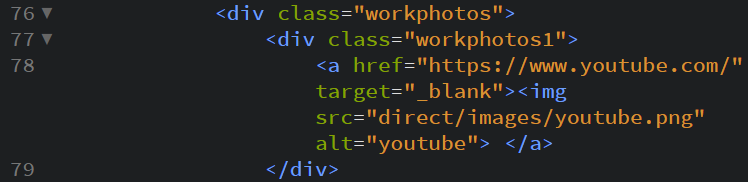 76 ▼ <div class="workphotos">
77 ▼ <div class="workphotos1">
78 <a href="https://www.youtube.com/"
target="_blank"><img
src="direct/images/youtube.png"
alt="youtube"> </a>
79 </div>